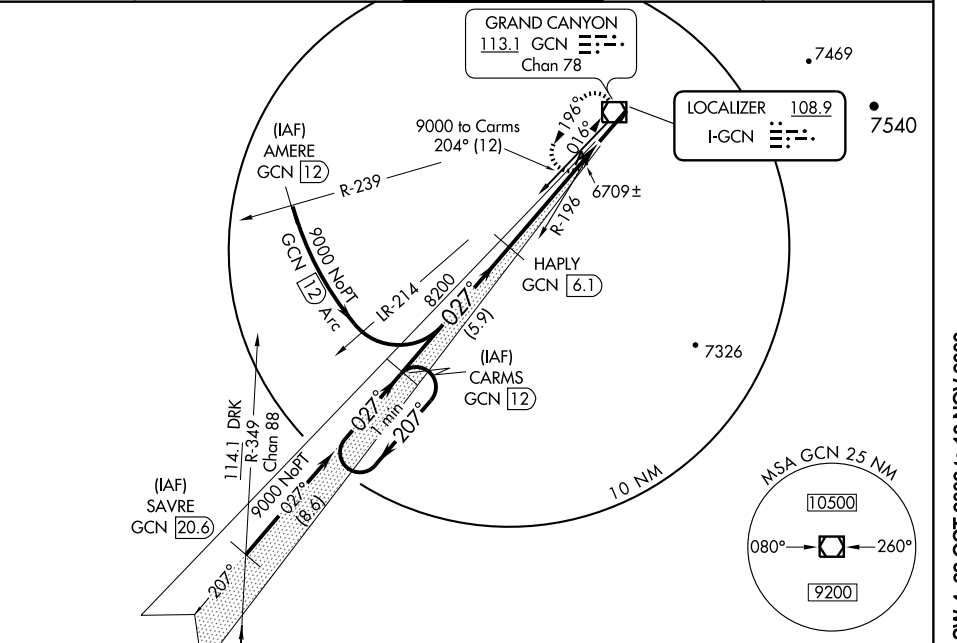 GRAND CANYON
113.1 GCN
Chan 78
7469
LOCALIZER 108.9
I-GCN
7540
(IAF)
AMERE
GCN 12
9000 to Carms
204° (12)
196°
016°
R-239
6709±
R-196
9000 NoPT
GCN 12 Arc
LR-214
8200
027°
(5.9)
HAPLY
GCN 6.1
7326
(IAF)
CARMS
GCN 12
114.1 DRK
R-349
Chan 88
027°
1 min
207°
9000 NoPT
027°
(8.6)
(IAF)
SAVRE
GCN 20.6
207°
10 NM
MSA GCN 25 NM
10500
080°
260°
9200